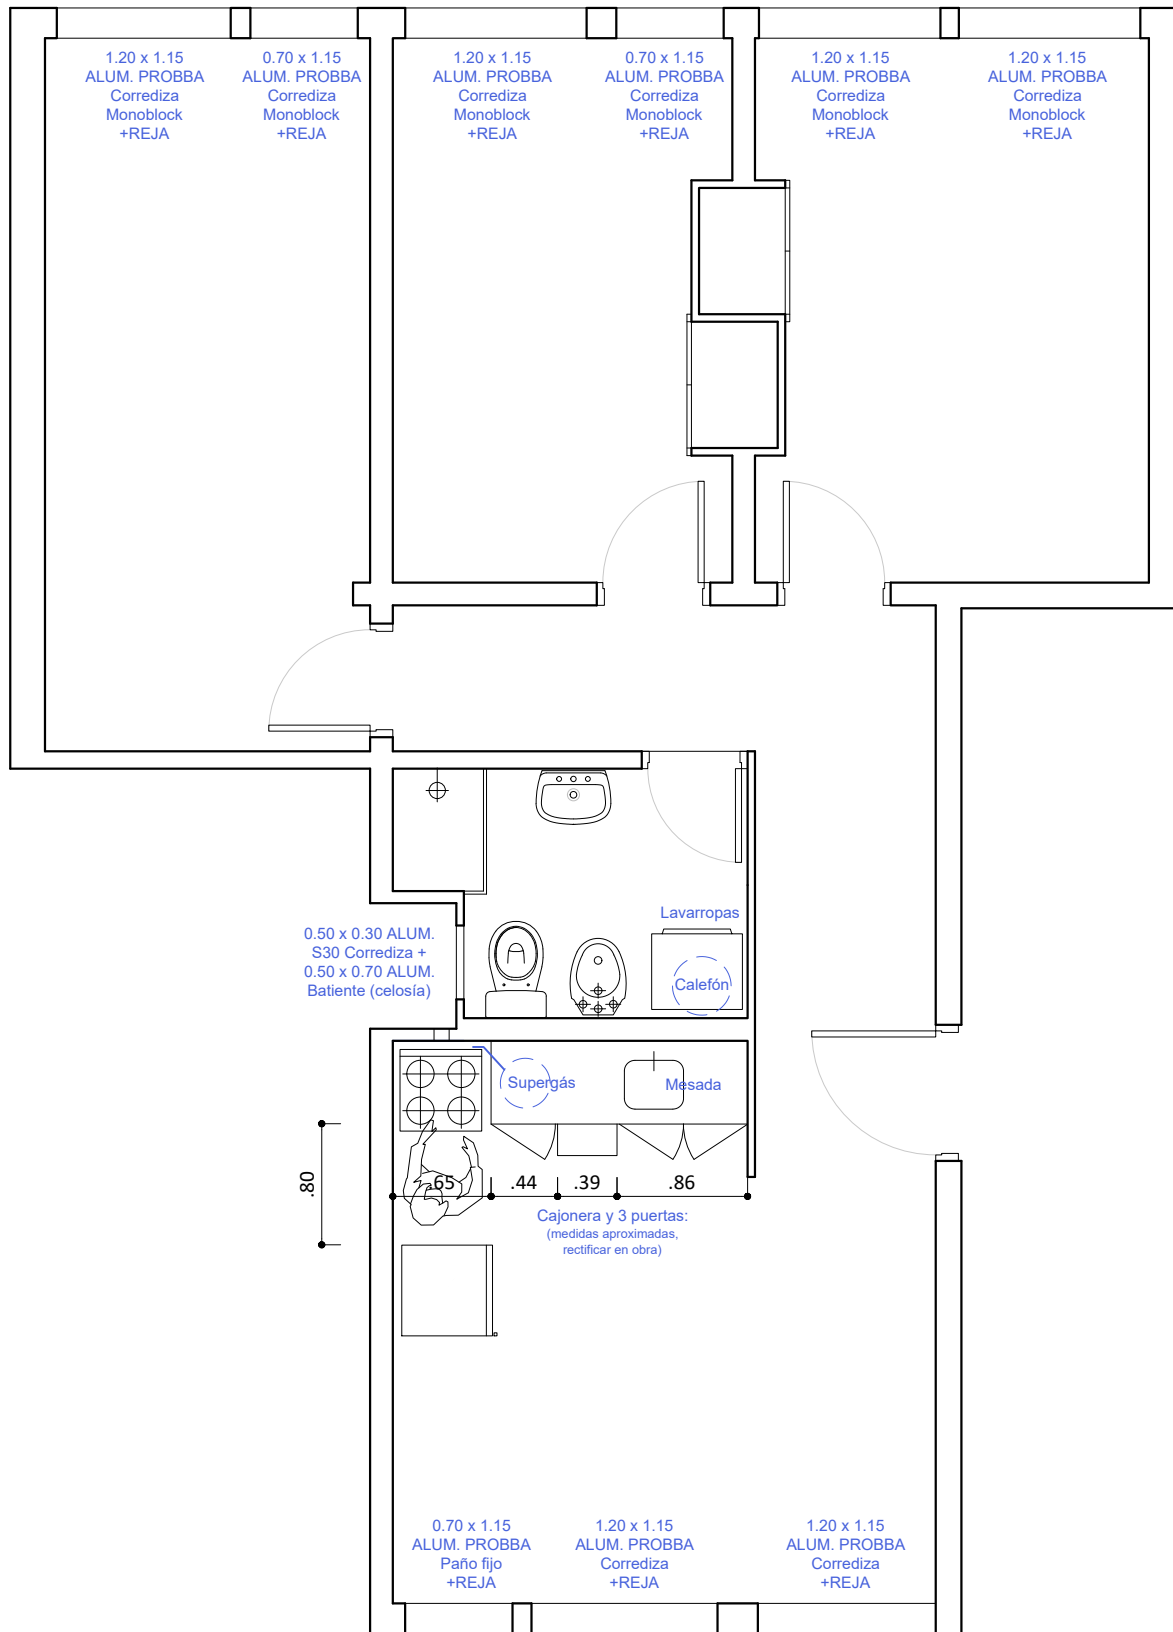 1.20 x 1.15
ALUM. PROBBA
Corrediza
Monoblock
+REJA
0.70 x 1.15
ALUM. PROBBA
Corrediza
Monoblock
+REJA
1.20 x 1.15
ALUM. PROBBA
Corrediza
Monoblock
+REJA
0.70 x 1.15
ALUM. PROBBA
Corrediza
Monoblock
+REJA
1.20 x 1.15
ALUM. PROBBA
Corrediza
Monoblock
+REJA
1.20 x 1.15
ALUM. PROBBA
Corrediza
Monoblock
+REJA
Lavarropas
0.50 x 0.30 ALUM.
S30 Corrediza +
0.50 x 0.70 ALUM.
Batiente (celosía)
Calefón
Supergás
Mesada
.80
.65
.44
.39
.86
Cajonera y 3 puertas:
(medidas aproximadas,
rectificar en obra)
0.70 x 1.15
ALUM. PROBBA
Paño fijo
+REJA
1.20 x 1.15
ALUM. PROBBA
Corrediza
+REJA
1.20 x 1.15
ALUM. PROBBA
Corrediza
+REJA